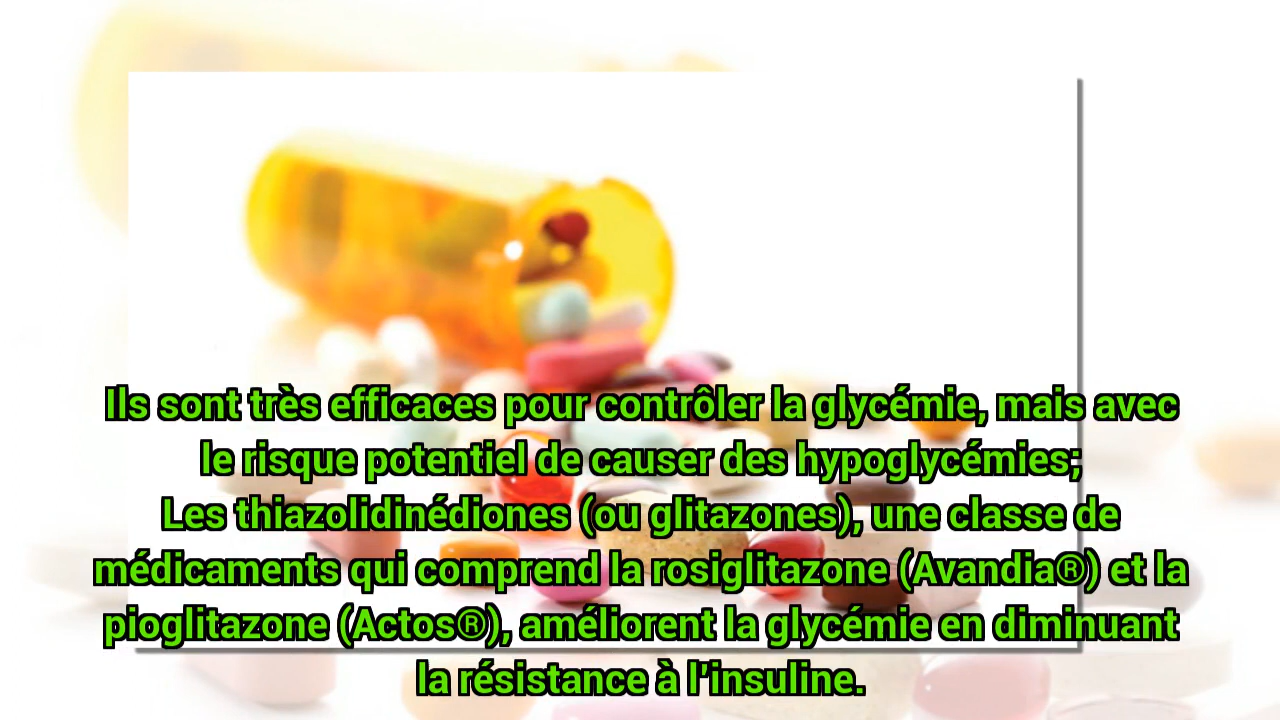 Ils sont très efficaces pour contrôler la glycémie, mais avec
le risque potentiel de causer des hypoglycémies;
Les thiazolidinédiones (ou glitazones), une classe de
médicaments qui comprend la rosiglitazone (Avandia®) et la
pioglitazone (Actos®), améliorent la glycémie en diminuant
la résistance à l'insuline.